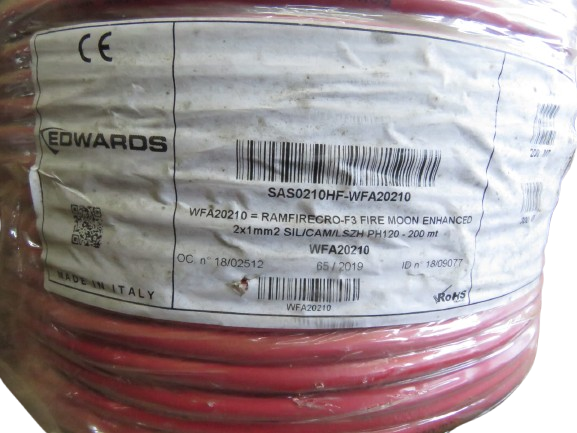 CE
EDWARDS
SAS0210HF-WFA20210
WFA20210 = RAMFIRECRO-F3 FIRE MOON ENHANCED
2x1mm2 SIL/CAM/LSZH PH120 - 200 mt
WFA20210
OC. n° 18/02512
65 / 2019
ID n° 18/09077
WFA20210
MADE IN ITALY
RoHS